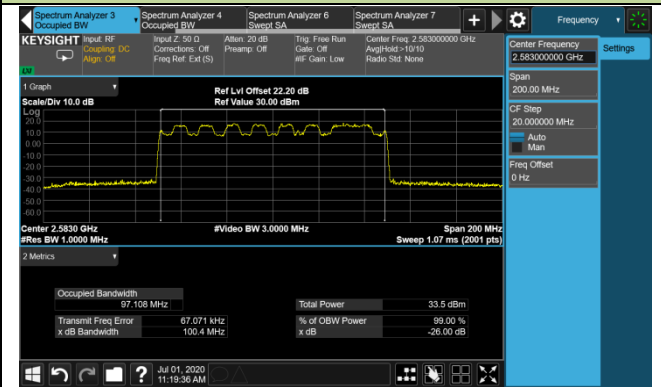 Spectrum Analyzer 3
Occupied BW
Spectrum Analyzer 4
Occupied BW
Spectrum Analyzer 6
Swept SA
Spectrum Analyzer 7
Swept SA
+
Frequency
KEYSIGHT
Input: RF
Coupling: DC
Align: Off
Input Z: 50 Ω
Corrections: Off
Freq Ref: Ext (S)
Atten: 20 dB
Preamp: Off
Trig: Free Run
Gate: Off
#IF Gain: Low
Center Freq: 2.583000000 GHz
Avg|Hold:>10/10
Radio Std: None
LV
Center Frequency
2.583000000 GHz
Settings
Span
200.00 MHz
CF Step
20.000000 MHz
Auto
Man
Freq Offset
0 Hz
1 Graph
Scale/Div 10.0 dB
Ref Lvl Offset 22.20 dB
Ref Value 30.00 dBm
Log
20.0
10.0
0.00
-10.0
-20.0
-30.0
-40.0
-50.0
-60.0
Center 2.5830 GHz
#Res BW 1.0000 MHz
#Video BW 3.0000 MHz
Span 200 MHz
Sweep 1.07 ms (2001 pts)
2 Metrics
Occupied Bandwidth
97.108 MHz
Total Power
33.5 dBm
Transmit Freq Error
67.071 kHz
% of OBW Power
99.00 %
x dB Bandwidth
100.4 MHz
x dB
-26.00 dB
?
Jul 01, 2020
11:19:36 AM